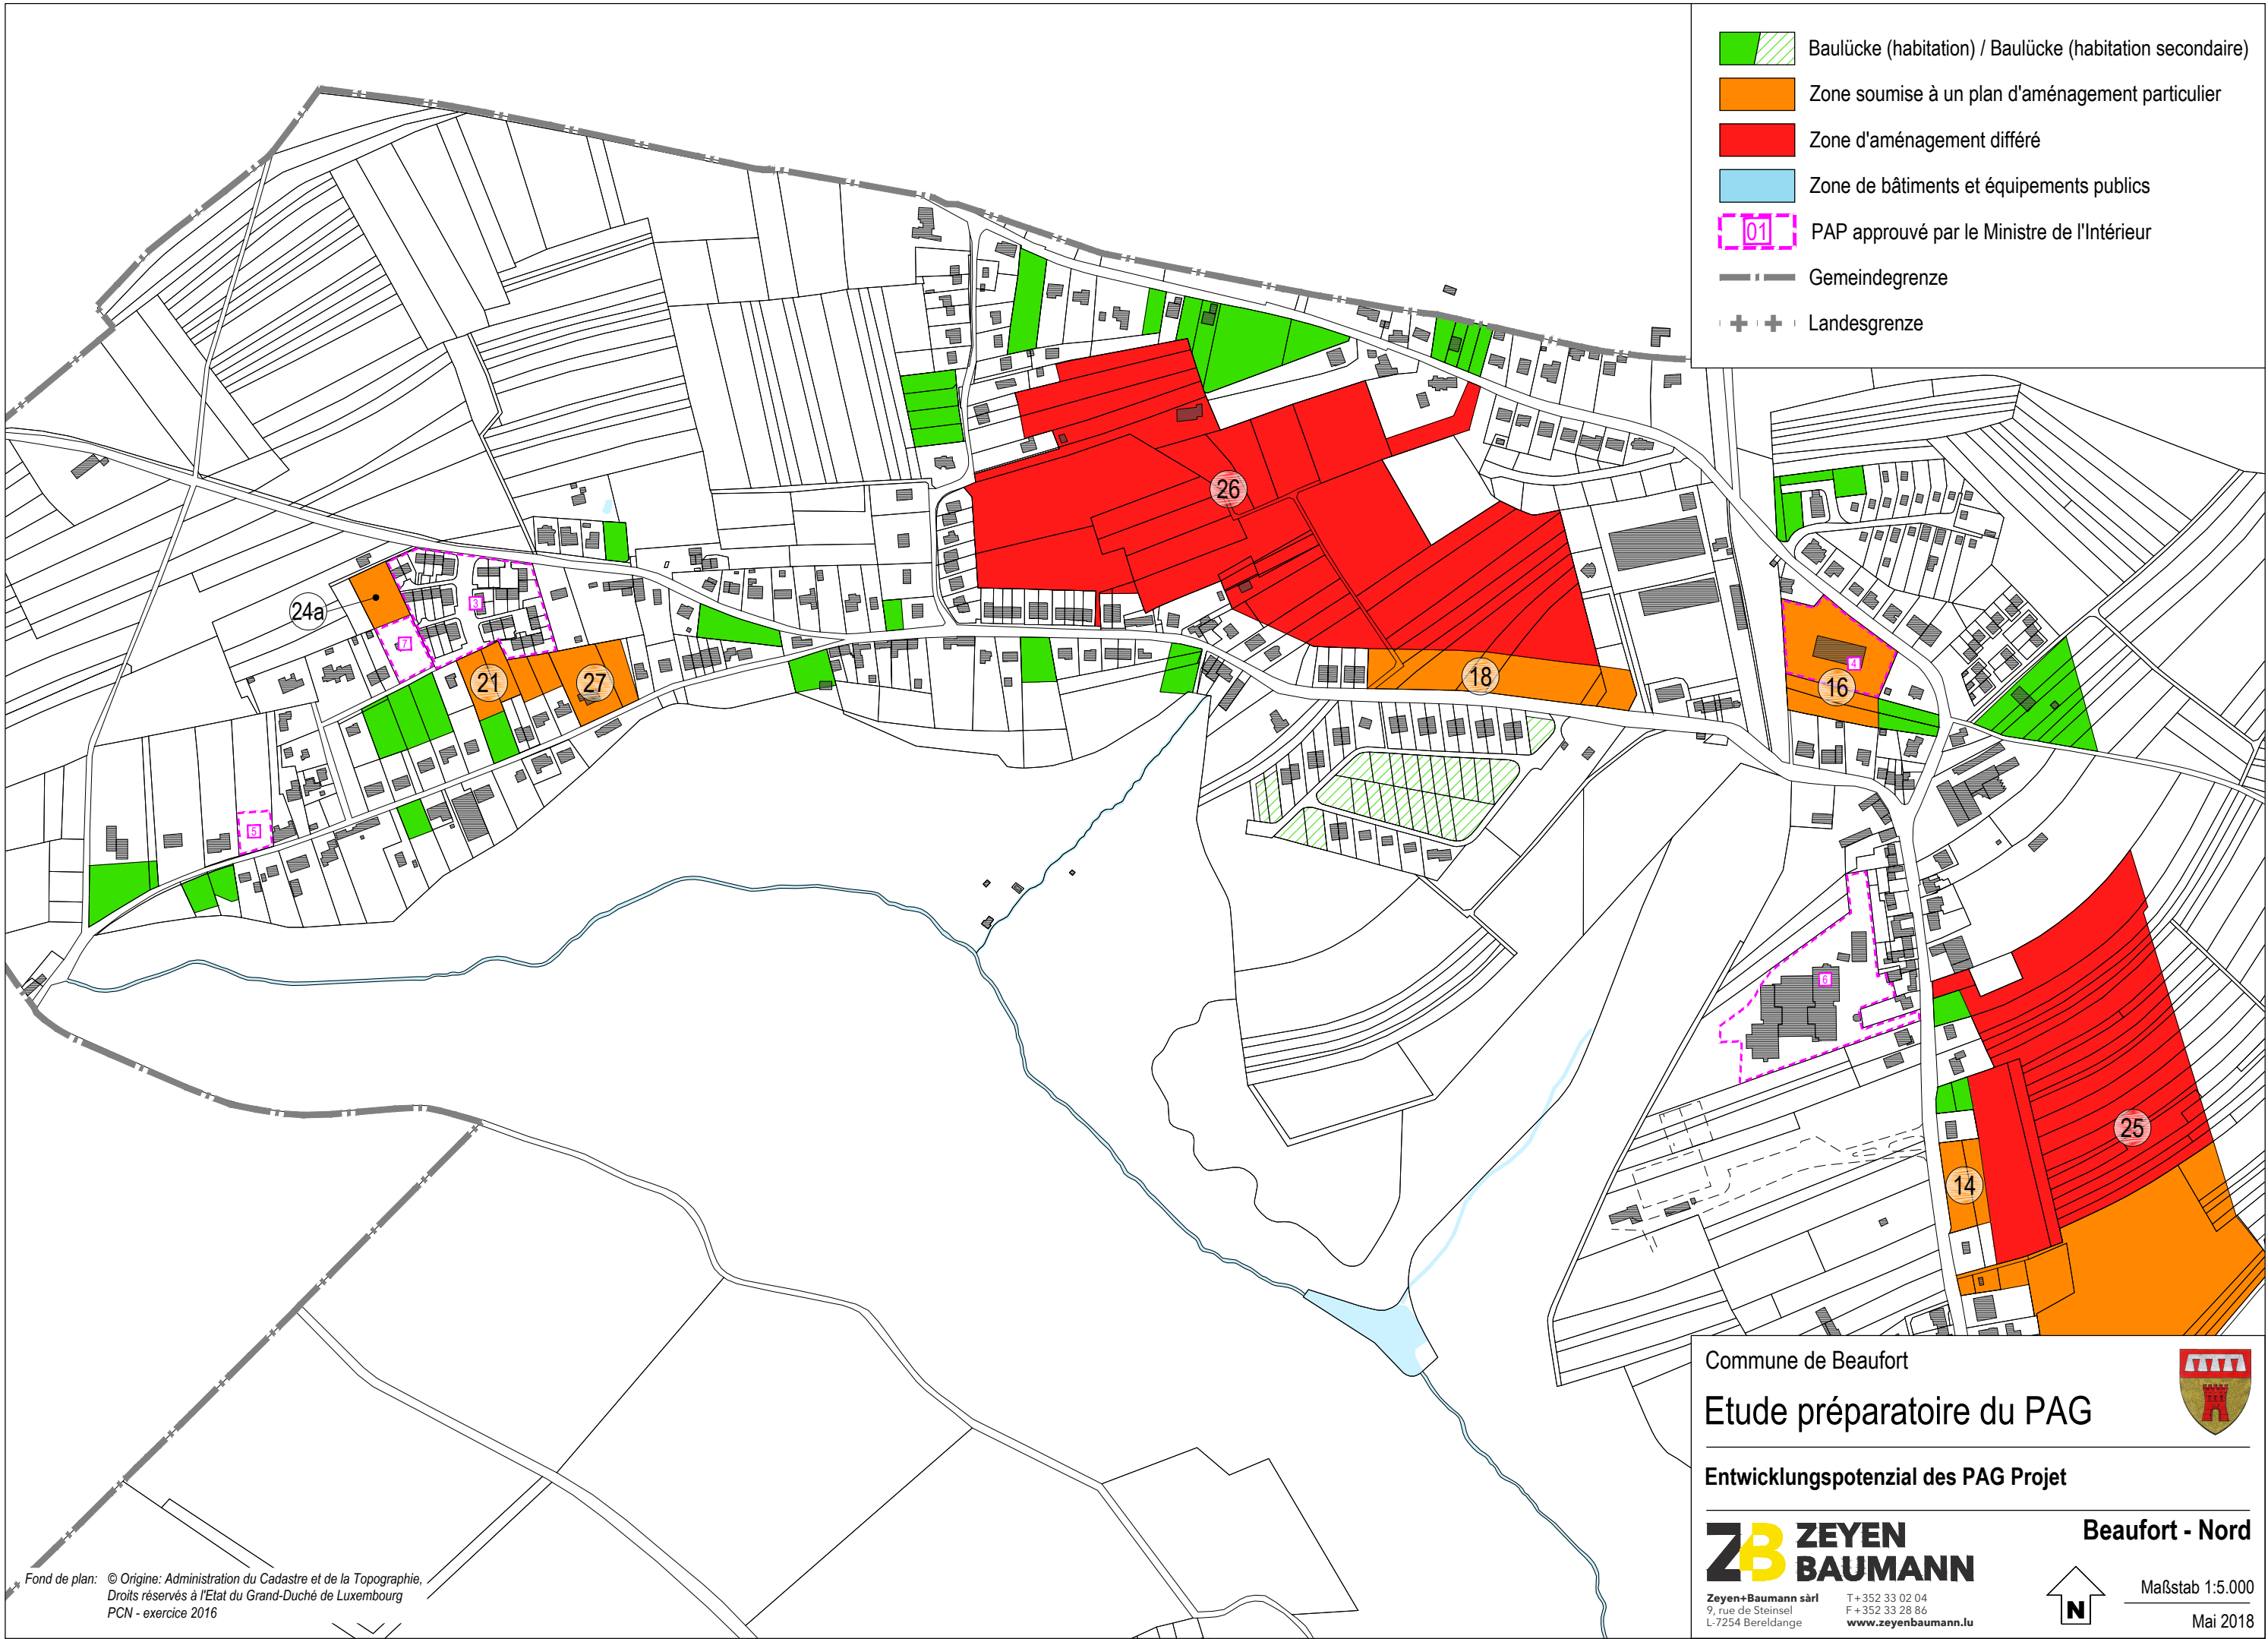 Baulücke (habitation) / Baulücke (habitation secondaire)
Zone soumise à un plan d'aménagement particulier
Zone d'aménagement différé
Zone de bâtiments et équipements publics
01
PAP approuvé par le Ministre de l'Intérieur
Gemeindegrenze
Landesgrenze
26
24a
3
7
21
27
18
4
16
5
6
25
14
Commune de Beaufort
Etude préparatoire du PAG
Entwicklungspotenzial des PAG Projet
ZB ZEYEN
BAUMANN
Zeyen+Baumann sàrl
9, rue de Steinsel
L-7254 Bereldange
T +352 33 02 04
F +352 33 28 86
www.zeyenbaumann.lu
Beaufort - Nord
N
Maßstab 1:5.000
Mai 2018
Fond de plan: © Origine: Administration du Cadastre et de la Topographie,
Droits réservés à l'Etat du Grand-Duché de Luxembourg
PCN - exercice 2016